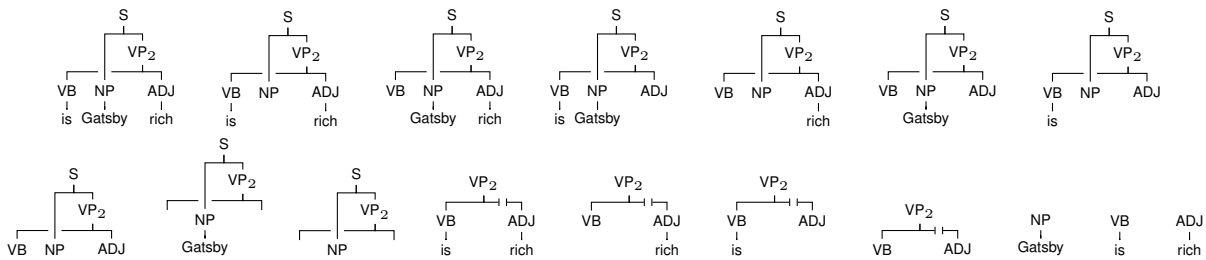 S S S S S S S
VP2 VP2 VP2 VP2 VP2 VP2 VP2
VB NP ADJ VB NP ADJ VB NP ADJ VB NP ADJ VB NP ADJ VB NP ADJ VB NP ADJ
is Gatsby rich is rich Gatsby rich is Gatsby rich Gatsby is
S S S VP2 VP2 VP2 VP2
VP2 VP2 VP2
VB NP ADJ NP NP VB ADJ VB ADJ VB ADJ VB ADJ NP VB ADJ
Gatsby is rich rich is Gatsby is rich